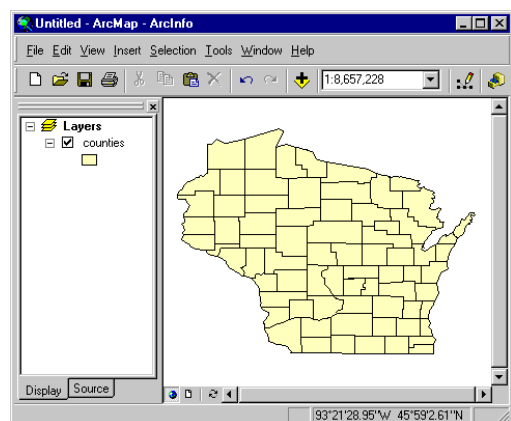 Untitled - ArcMap - ArcInfo
File Edit View Insert Selection Tools Window Help
1:8,657,228
Layers
counties
Display Source
93°21'28.95"W 45°59'2.61"N